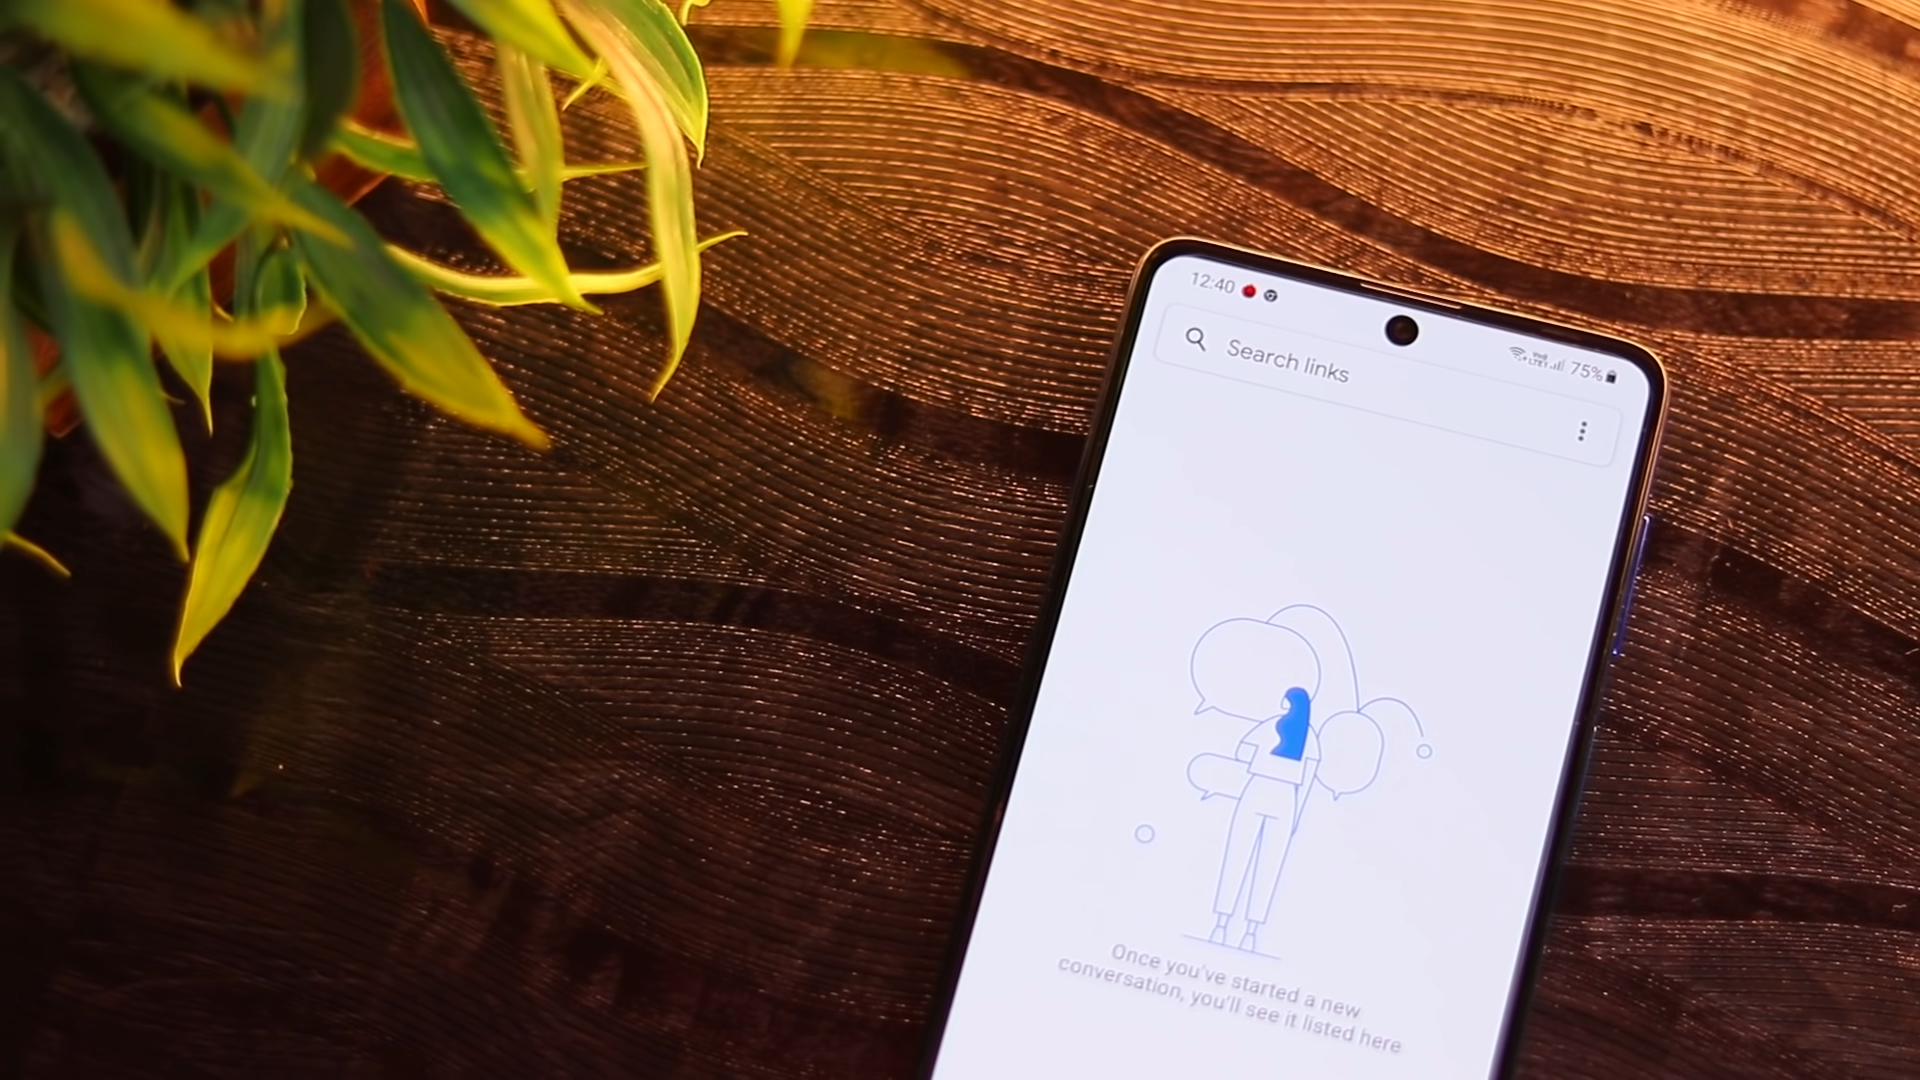 12:40
75%
Search links
Once you've started a new
conversation, you'll see it listed here